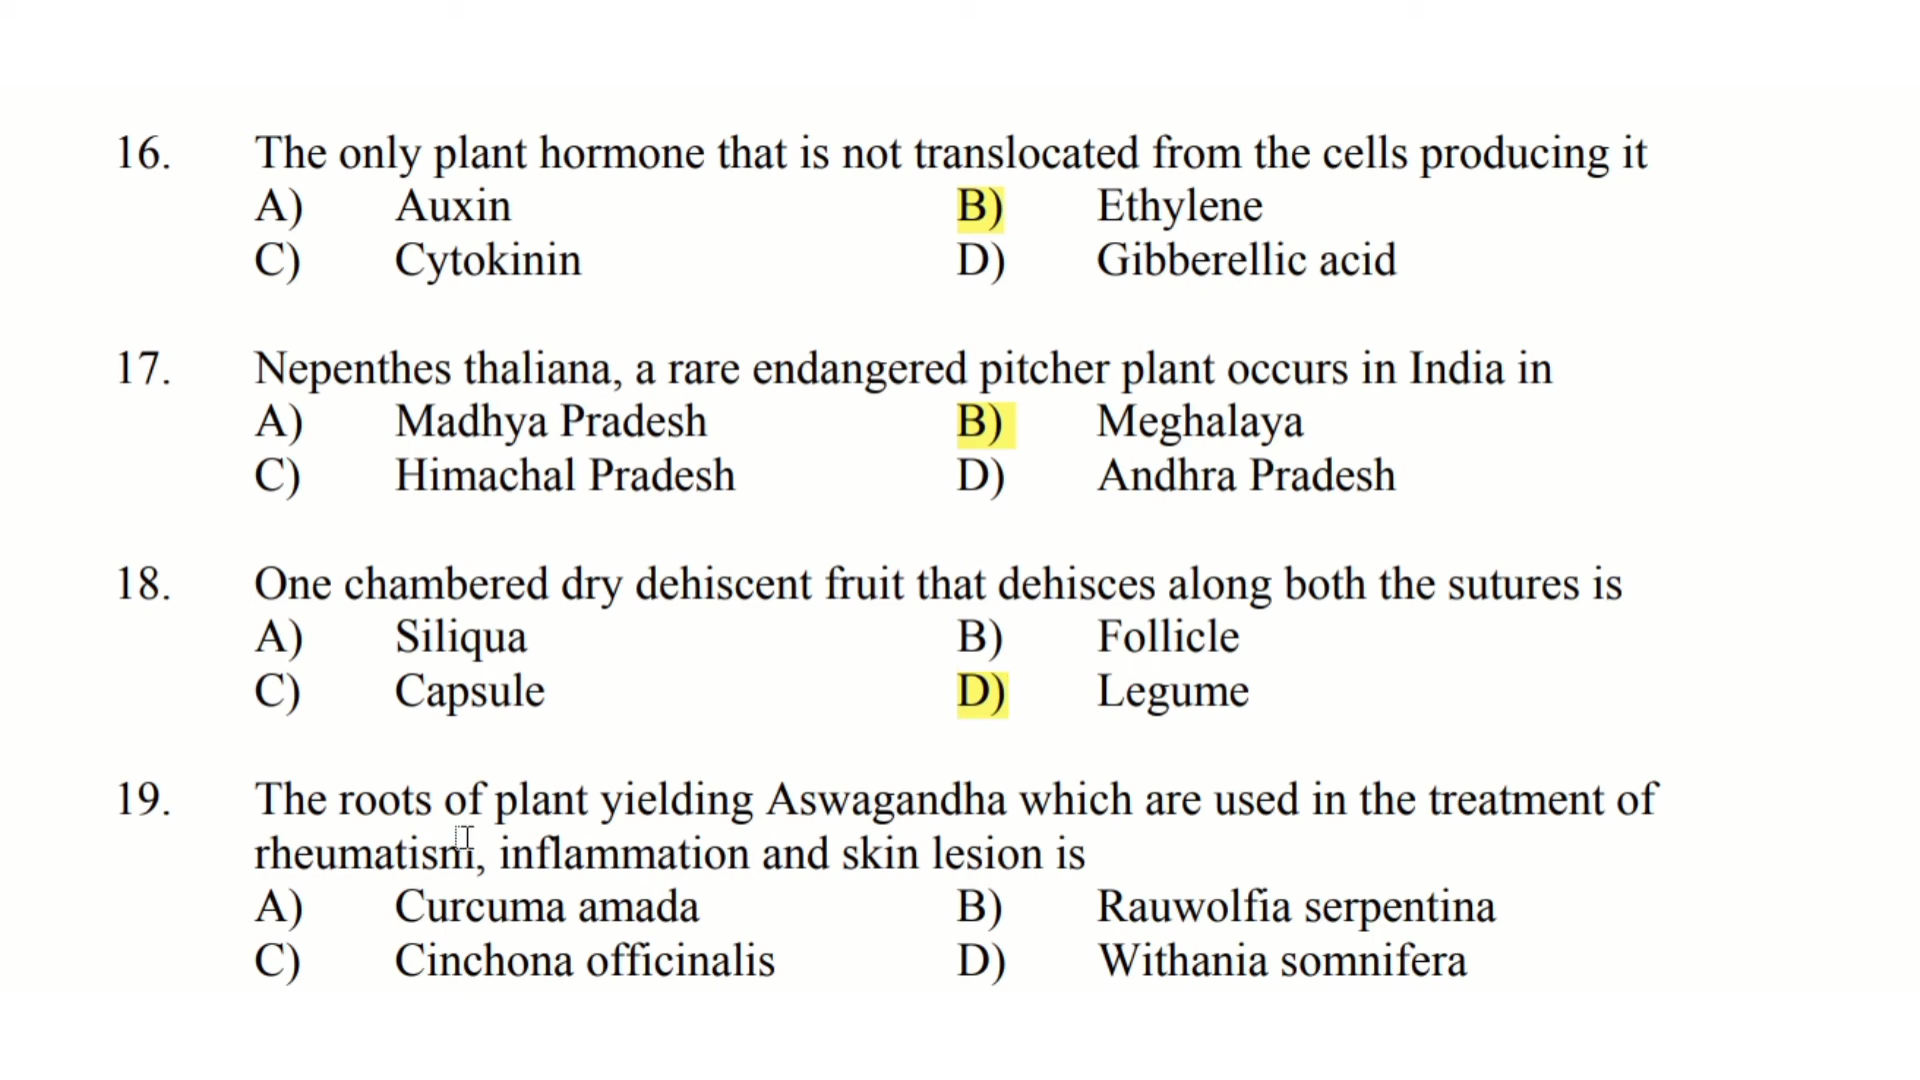 16. The only plant hormone that is not translocated from the cells producing it
A) Auxin B) Ethylene
C) Cytokinin D) Gibberellic acid
17. Nepenthes thaliana, a rare endangered pitcher plant occurs in India in
A) Madhya Pradesh B) Meghalaya
C) Himachal Pradesh D) Andhra Pradesh
18. One chambered dry dehiscent fruit that dehisces along both the sutures is
A) Siliqua B) Follicle
C) Capsule D) Legume
19. The roots of plant yielding Aswagandha which are used in the treatment of
rheumatism, inflammation and skin lesion is
A) Curcuma amada B) Rauwolfia serpentina
C) Cinchona officinalis D) Withania somnifera